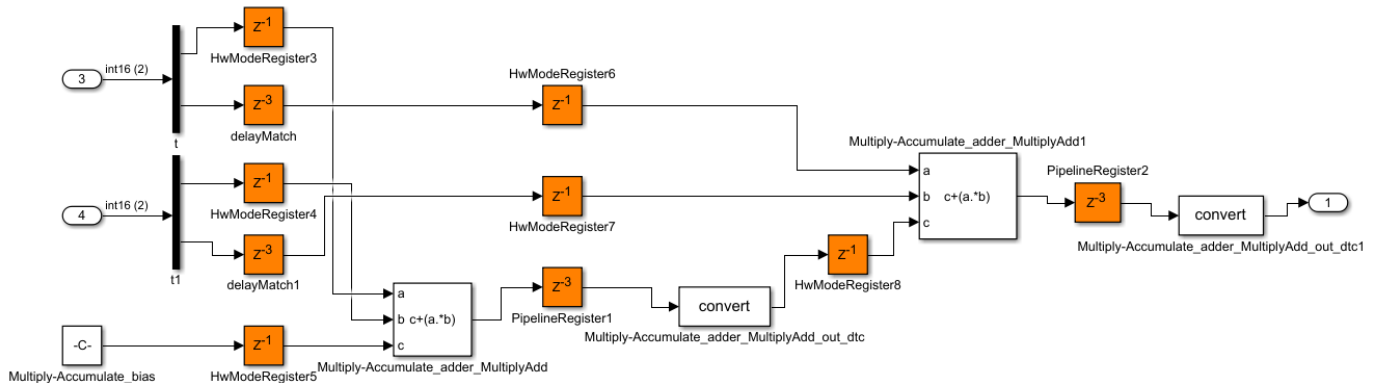 Z-1
HwModeRegister3
3
int16 (2)
Z-3
delayMatch
t
HwModeRegister6
Z-1
Z-1
HwModeRegister4
4
int16 (2)
Z-3
delayMatch1
t1
Z-1
HwModeRegister7
Multiply-Accumulate_adder_MultiplyAdd1
a
b c+(a.*b)
c
PipelineRegister2
Z-3
convert
Multiply-Accumulate_adder_MultiplyAdd_out_dtc1
1
Z-1
HwModeRegister8
-C-
Multiply-Accumulate_bias
Z-1
HwModeRegister5
a
b c+(a.*b)
c
Multiply-Accumulate_adder_MultiplyAdd
Z-3
PipelineRegister1
convert
Multiply-Accumulate_adder_MultiplyAdd_out_dtc